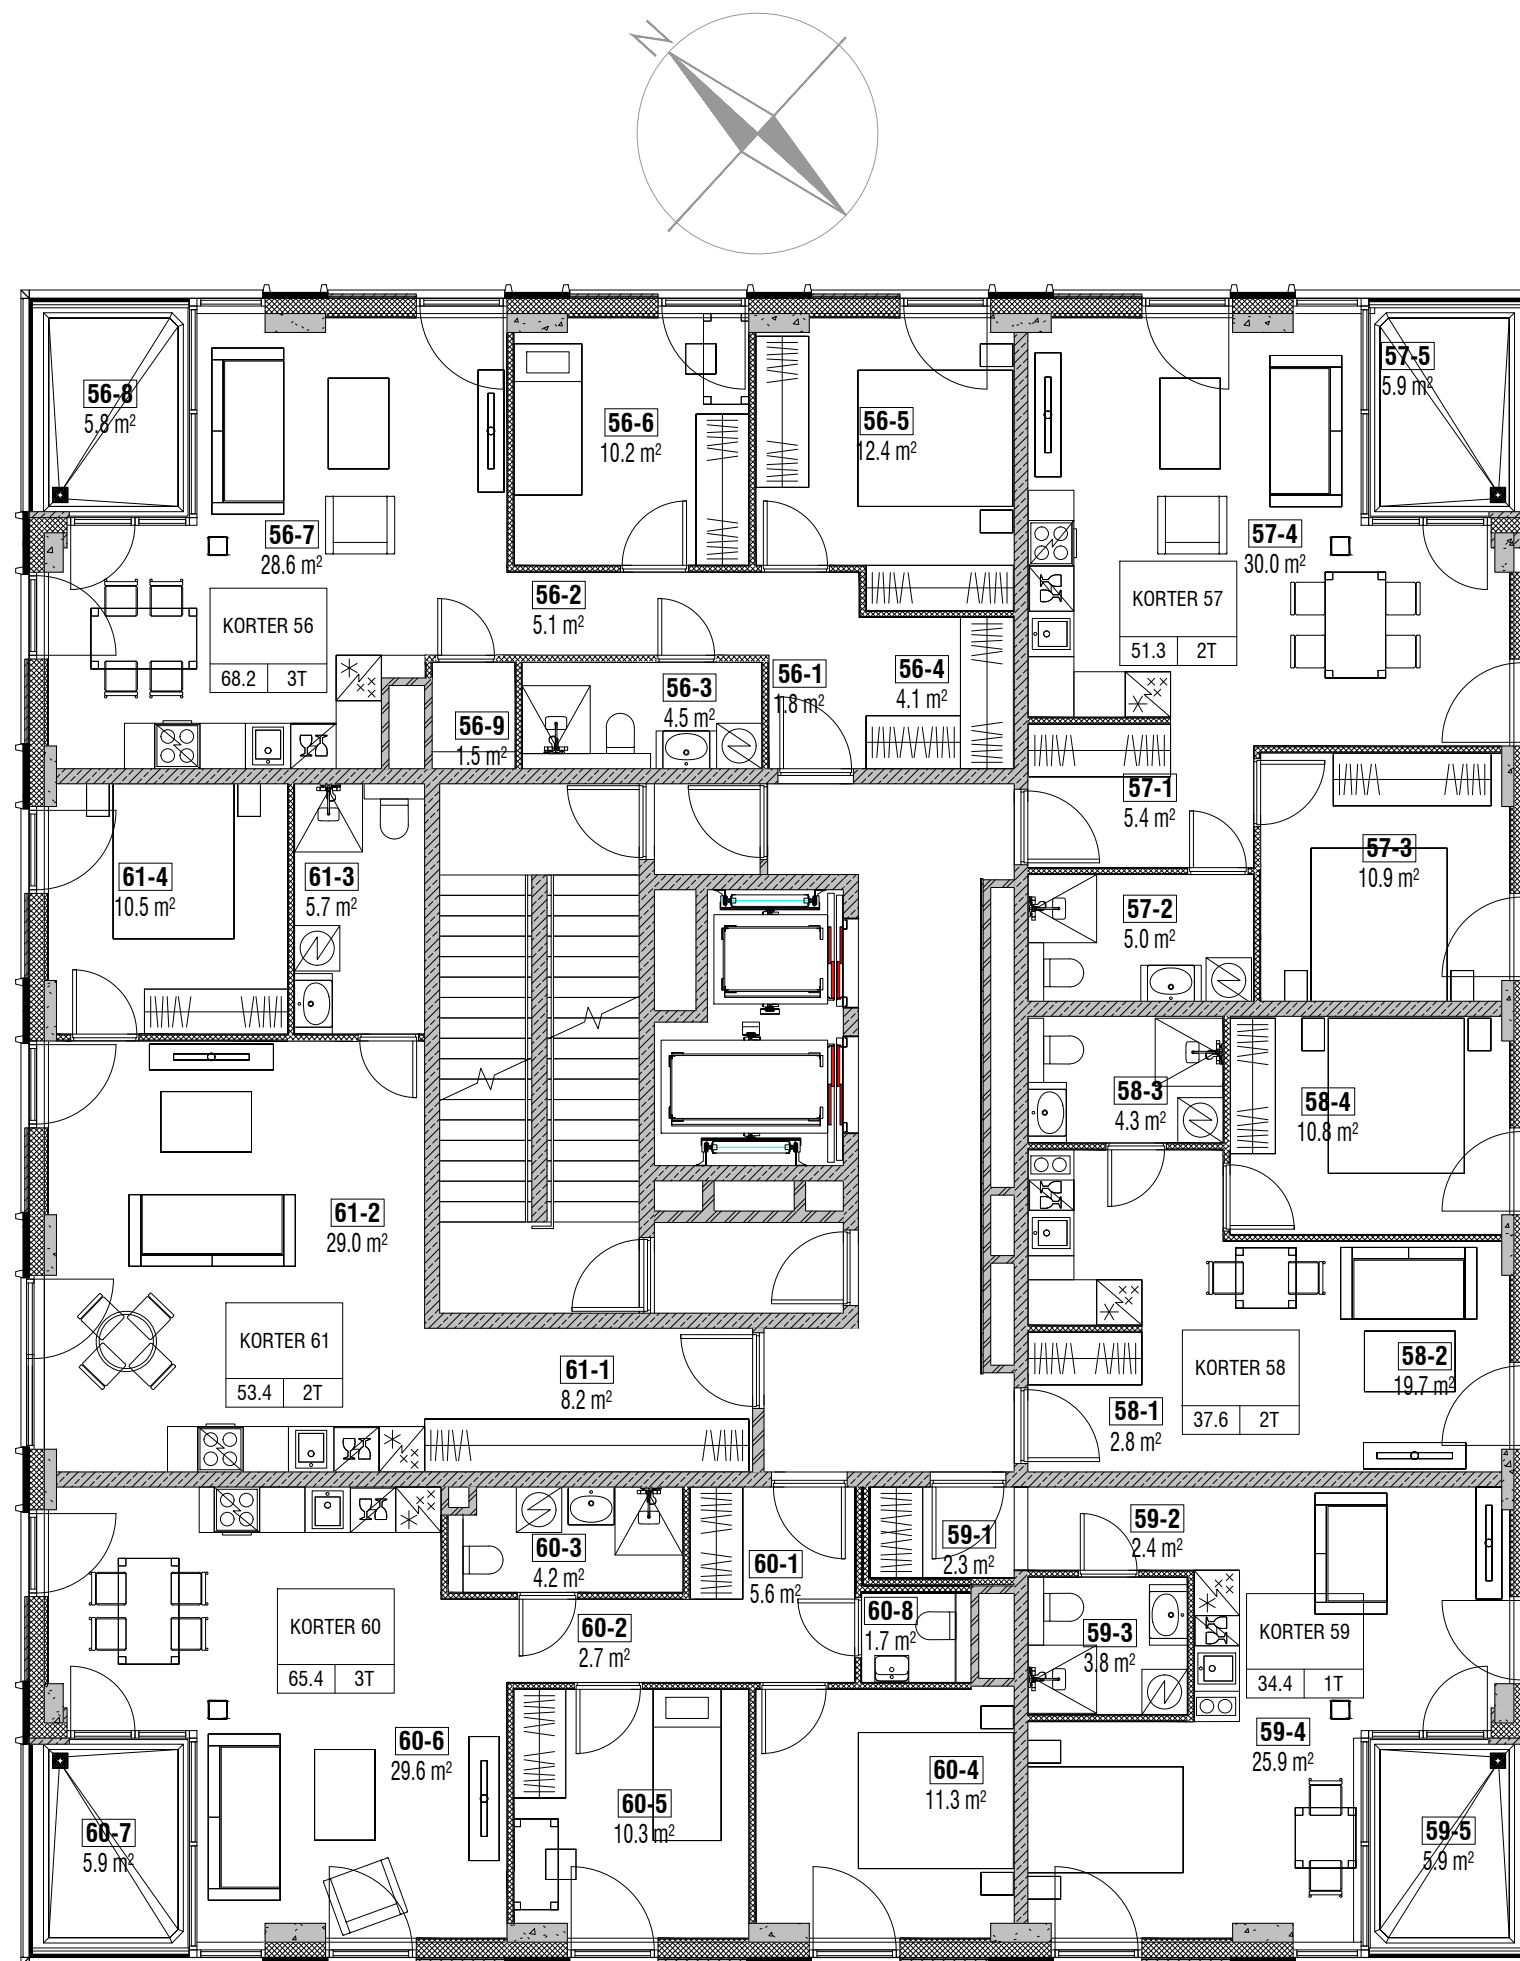 N
56-8
5.8 m²
56-7
28.6 m²
56-6
10.2 m²
56-5
12.4 m²
57-5
5.9 m²
57-4
30.0 m²
KORTER 56
68.2 3T
56-2
5.1 m²
KORTER 57
51.3 2T
56-9
1.5 m²
56-3
4.5 m²
56-1
1.8 m²
56-4
4.1 m²
57-1
5.4 m²
61-4
10.5 m²
61-3
5.7 m²
57-2
5.0 m²
57-3
10.9 m²
58-3
4.3 m²
58-4
10.8 m²
61-2
29.0 m²
KORTER 61
53.4 2T
61-1
8.2 m²
KORTER 58
37.6 2T
58-2
19.7 m²
58-1
2.8 m²
60-3
4.2 m²
60-1
5.6 m²
59-1
2.3 m²
59-2
2.4 m²
KORTER 60
65.4 3T
60-2
2.7 m²
60-8
1.7 m²
59-3
3.8 m²
KORTER 59
34.4 1T
60-6
29.6 m²
60-4
11.3 m²
59-4
25.9 m²
60-7
5.9 m²
60-5
10.3 m²
59-5
5.9 m²